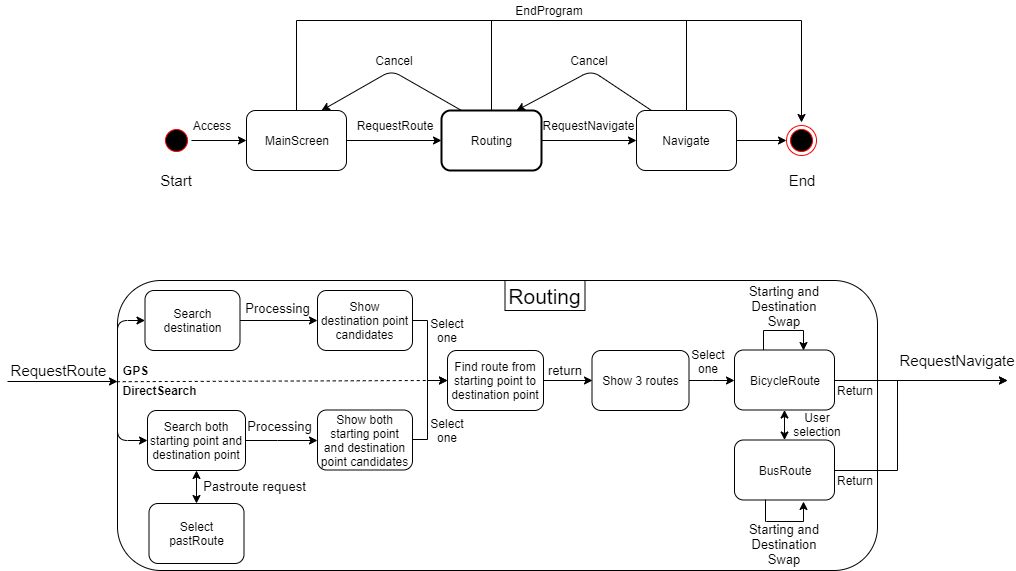 EndProgram
Cancel
Cancel
Access
RequestRoute
RequestNavigate
MainScreen
Routing
Navigate
Start
End
Routing
Starting and
Destination
Swap
Search
destination
Processing
Show
destination point
candidates
Select
one
RequestRoute
GPS
DirectSearch
Find route from
starting point to
destination point
return
Show 3 routes
Select
one
BicycleRoute
Return
RequestNavigate
Search both
starting point and
destination point
Processing
Show both
starting point
and destination
point candidates
Select
one
User
selection
BusRoute
Return
Pastroute request
Select
pastRoute
Starting and
Destination
Swap